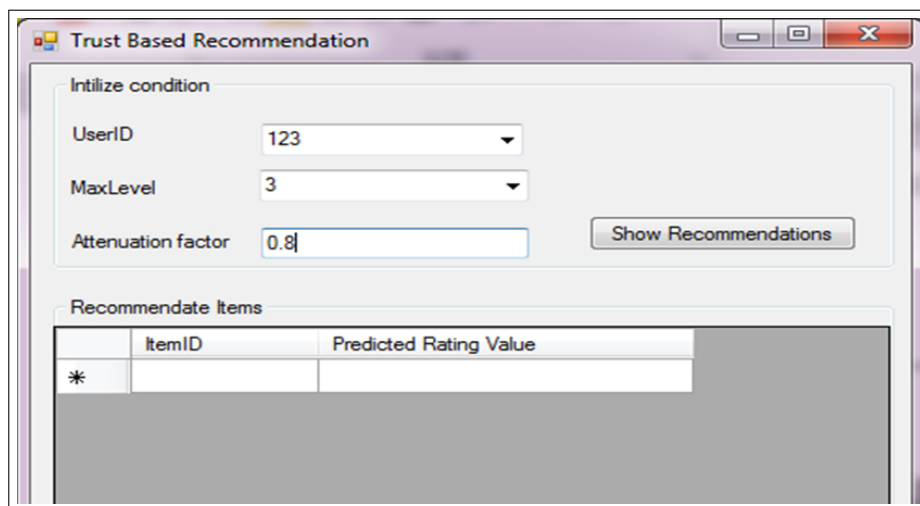 Trust Based Recommendation
Intilize condition
UserID
123
MaxLevel
3
Attenuation factor
0.8
Show Recommendations
Recommendate Items
ItemID Predicted Rating Value
*